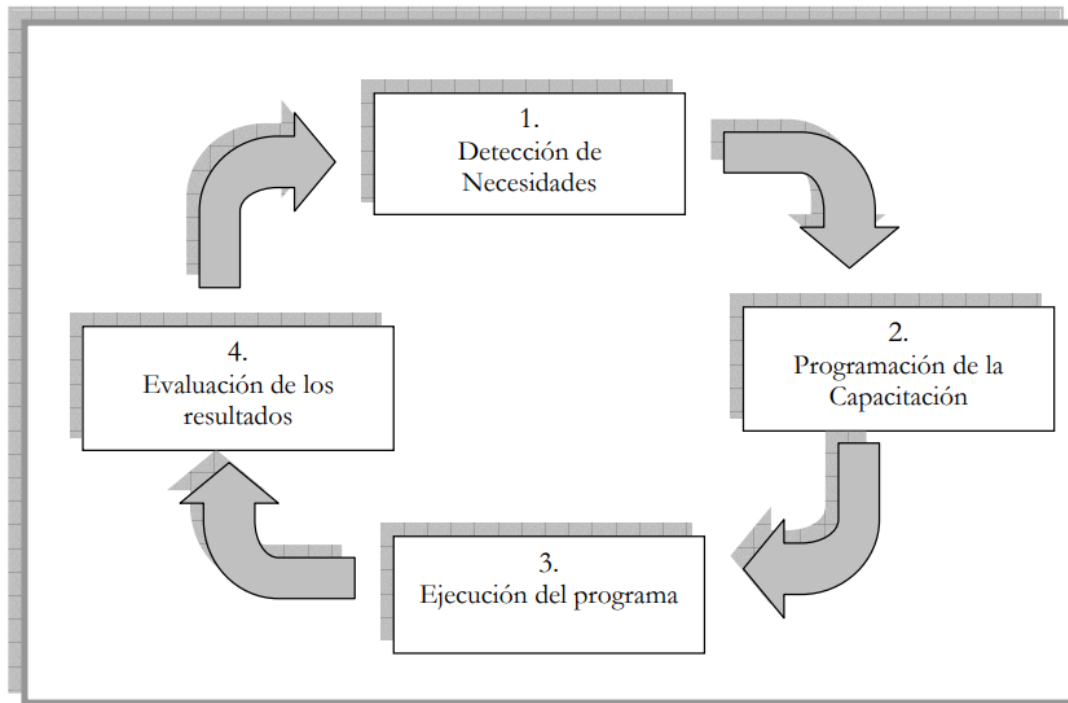 1.
Detección de
Necesidades
2.
Programación de la
Capacitación
3.
Ejecución del programa
4.
Evaluación de los
resultados